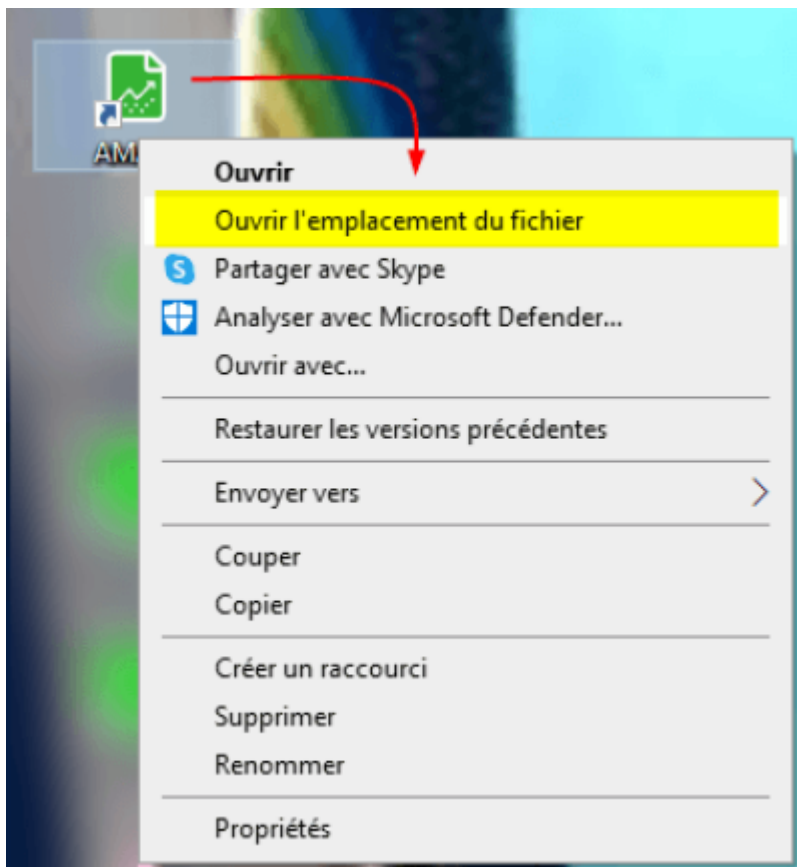 AM
Ouvrir
Ouvrir l'emplacement du fichier
S
Partager avec Skype
Analyser avec Microsoft Defender...
Ouvrir avec...
Restaurer les versions précédentes
Envoyer vers
Couper
Copier
Créer un raccourci
Supprimer
Renommer
Propriétés